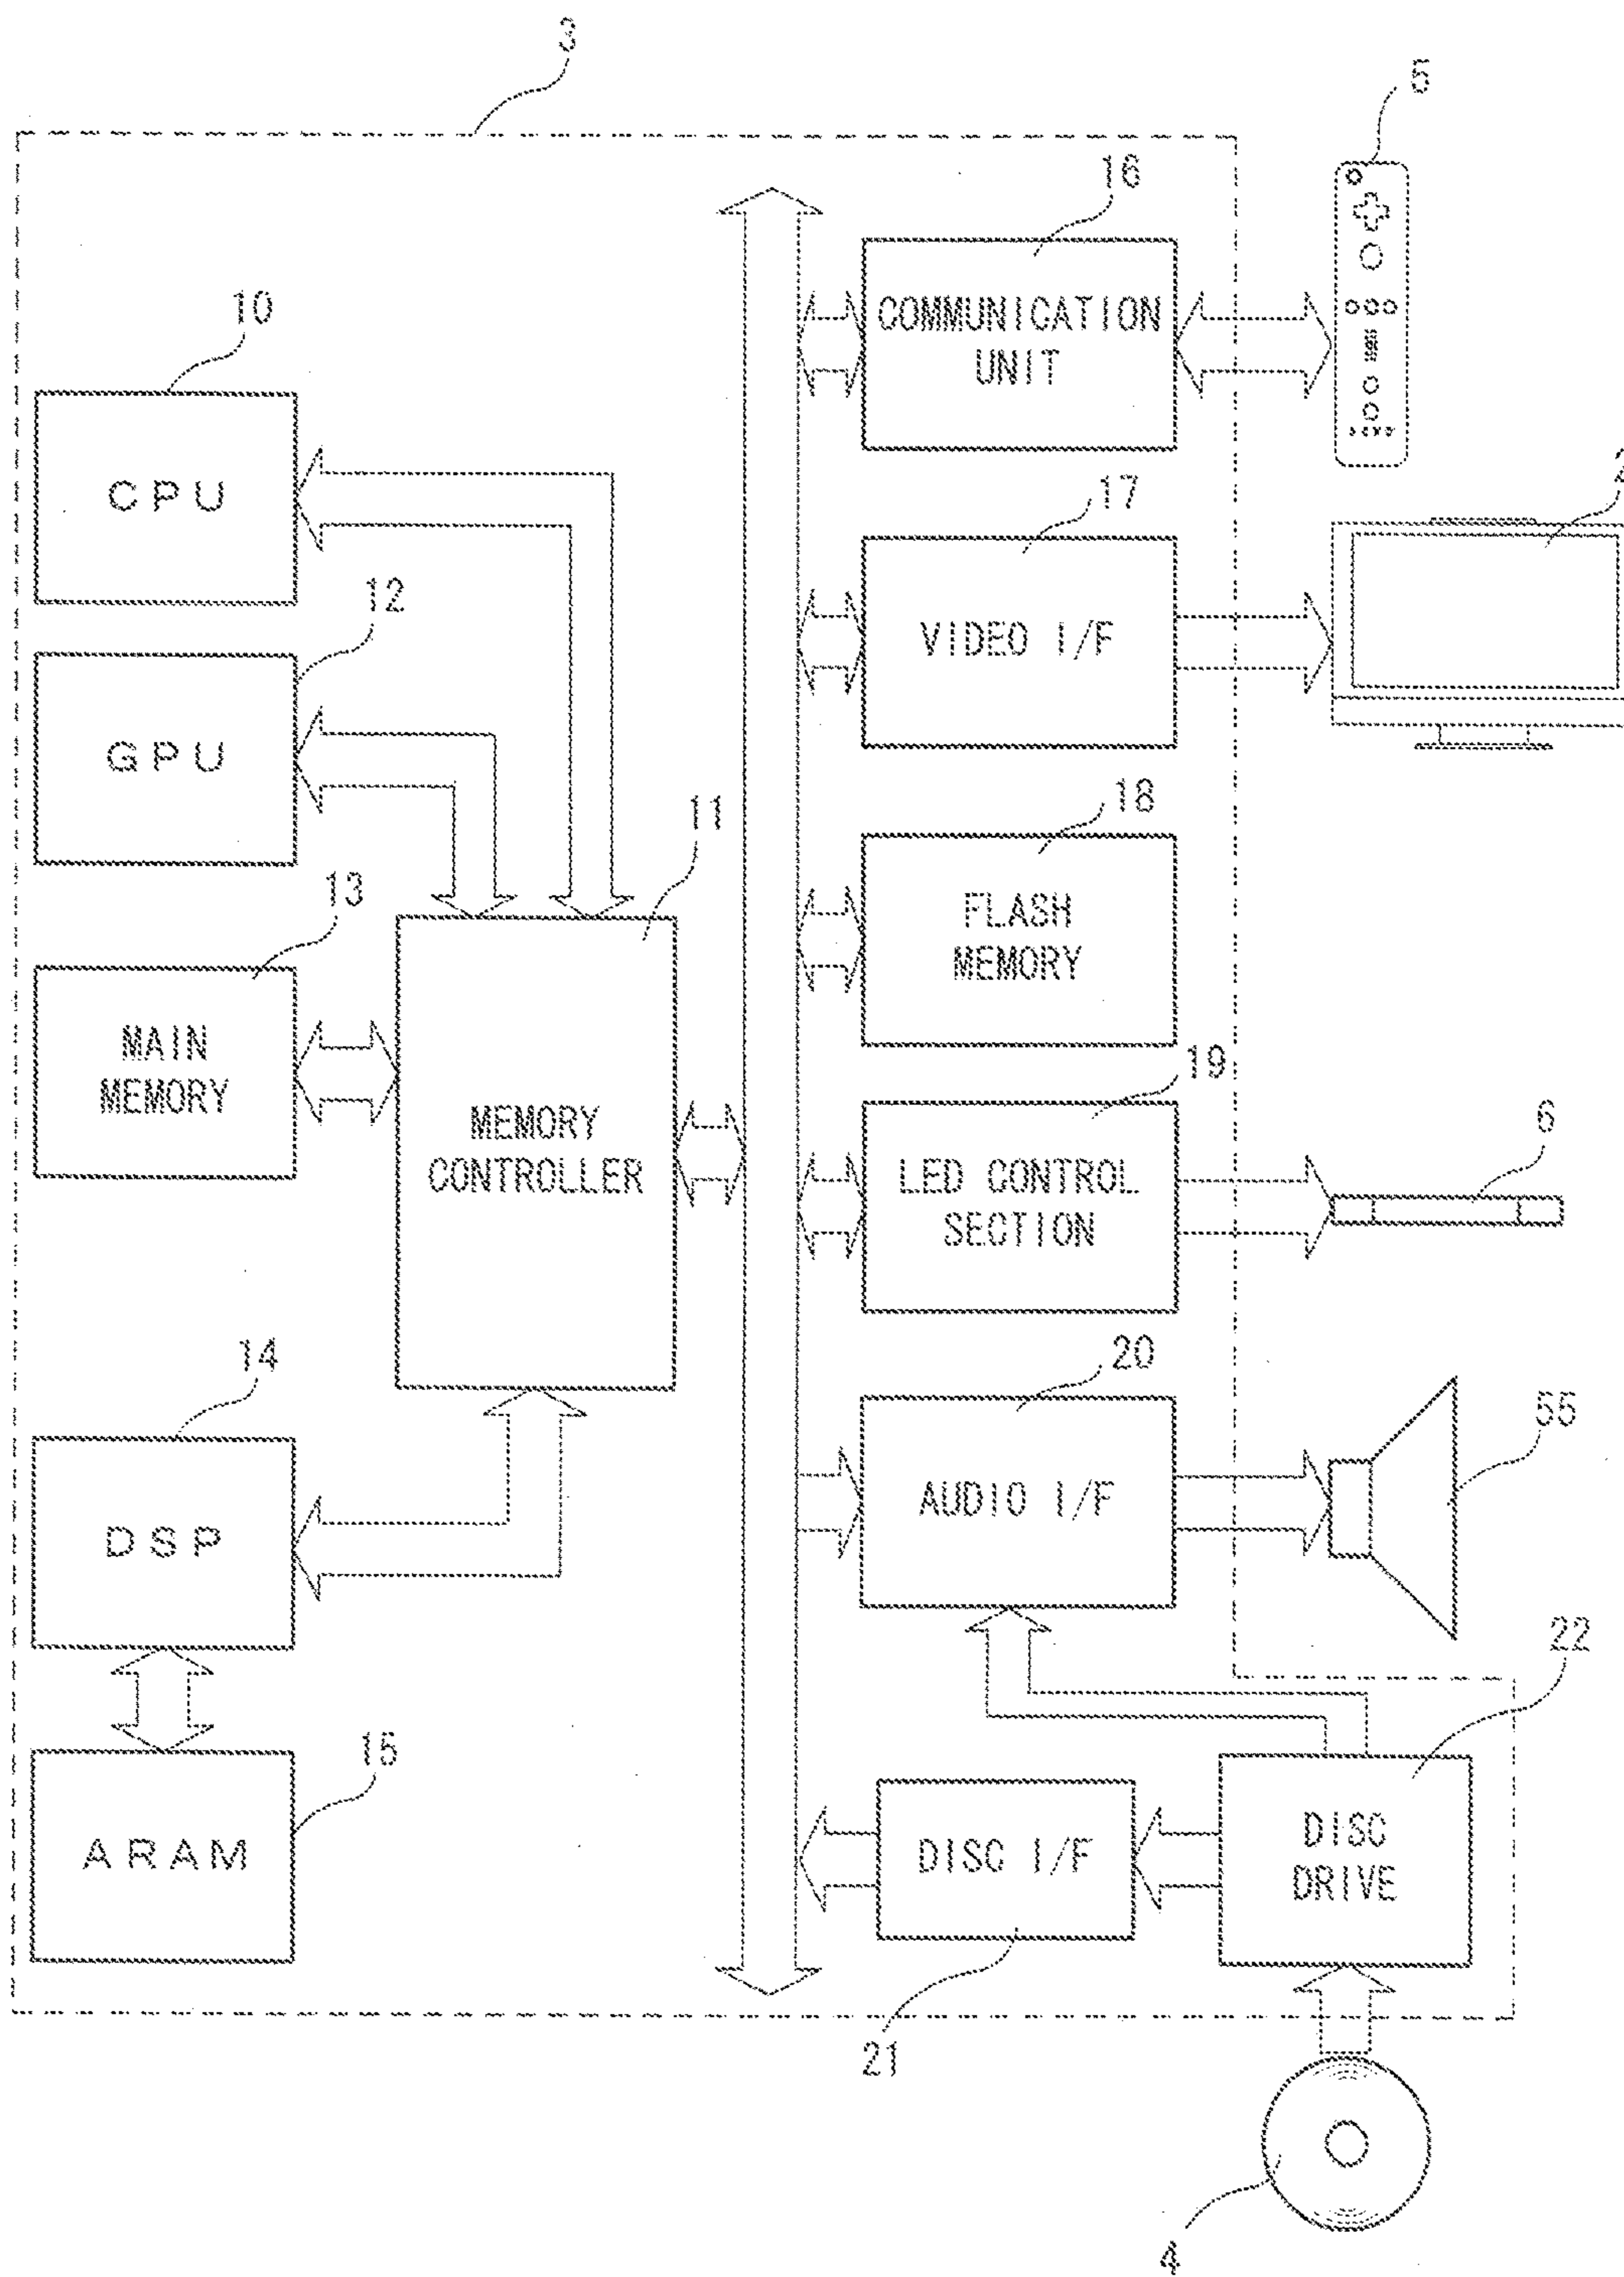 3
5
16
COMMUNICATION
UNIT
10
CPU
17
VIDEO I/F
12
GPU
11
18
FLASH
MEMORY
13
MAIN
MEMORY
MEMORY
CONTROLLER
19
LED CONTROL
SECTION
6
14
DSP
20
AUDIO I/F
55
15
ARAM
22
DISC
DRIVE
DISC I/F
21
4